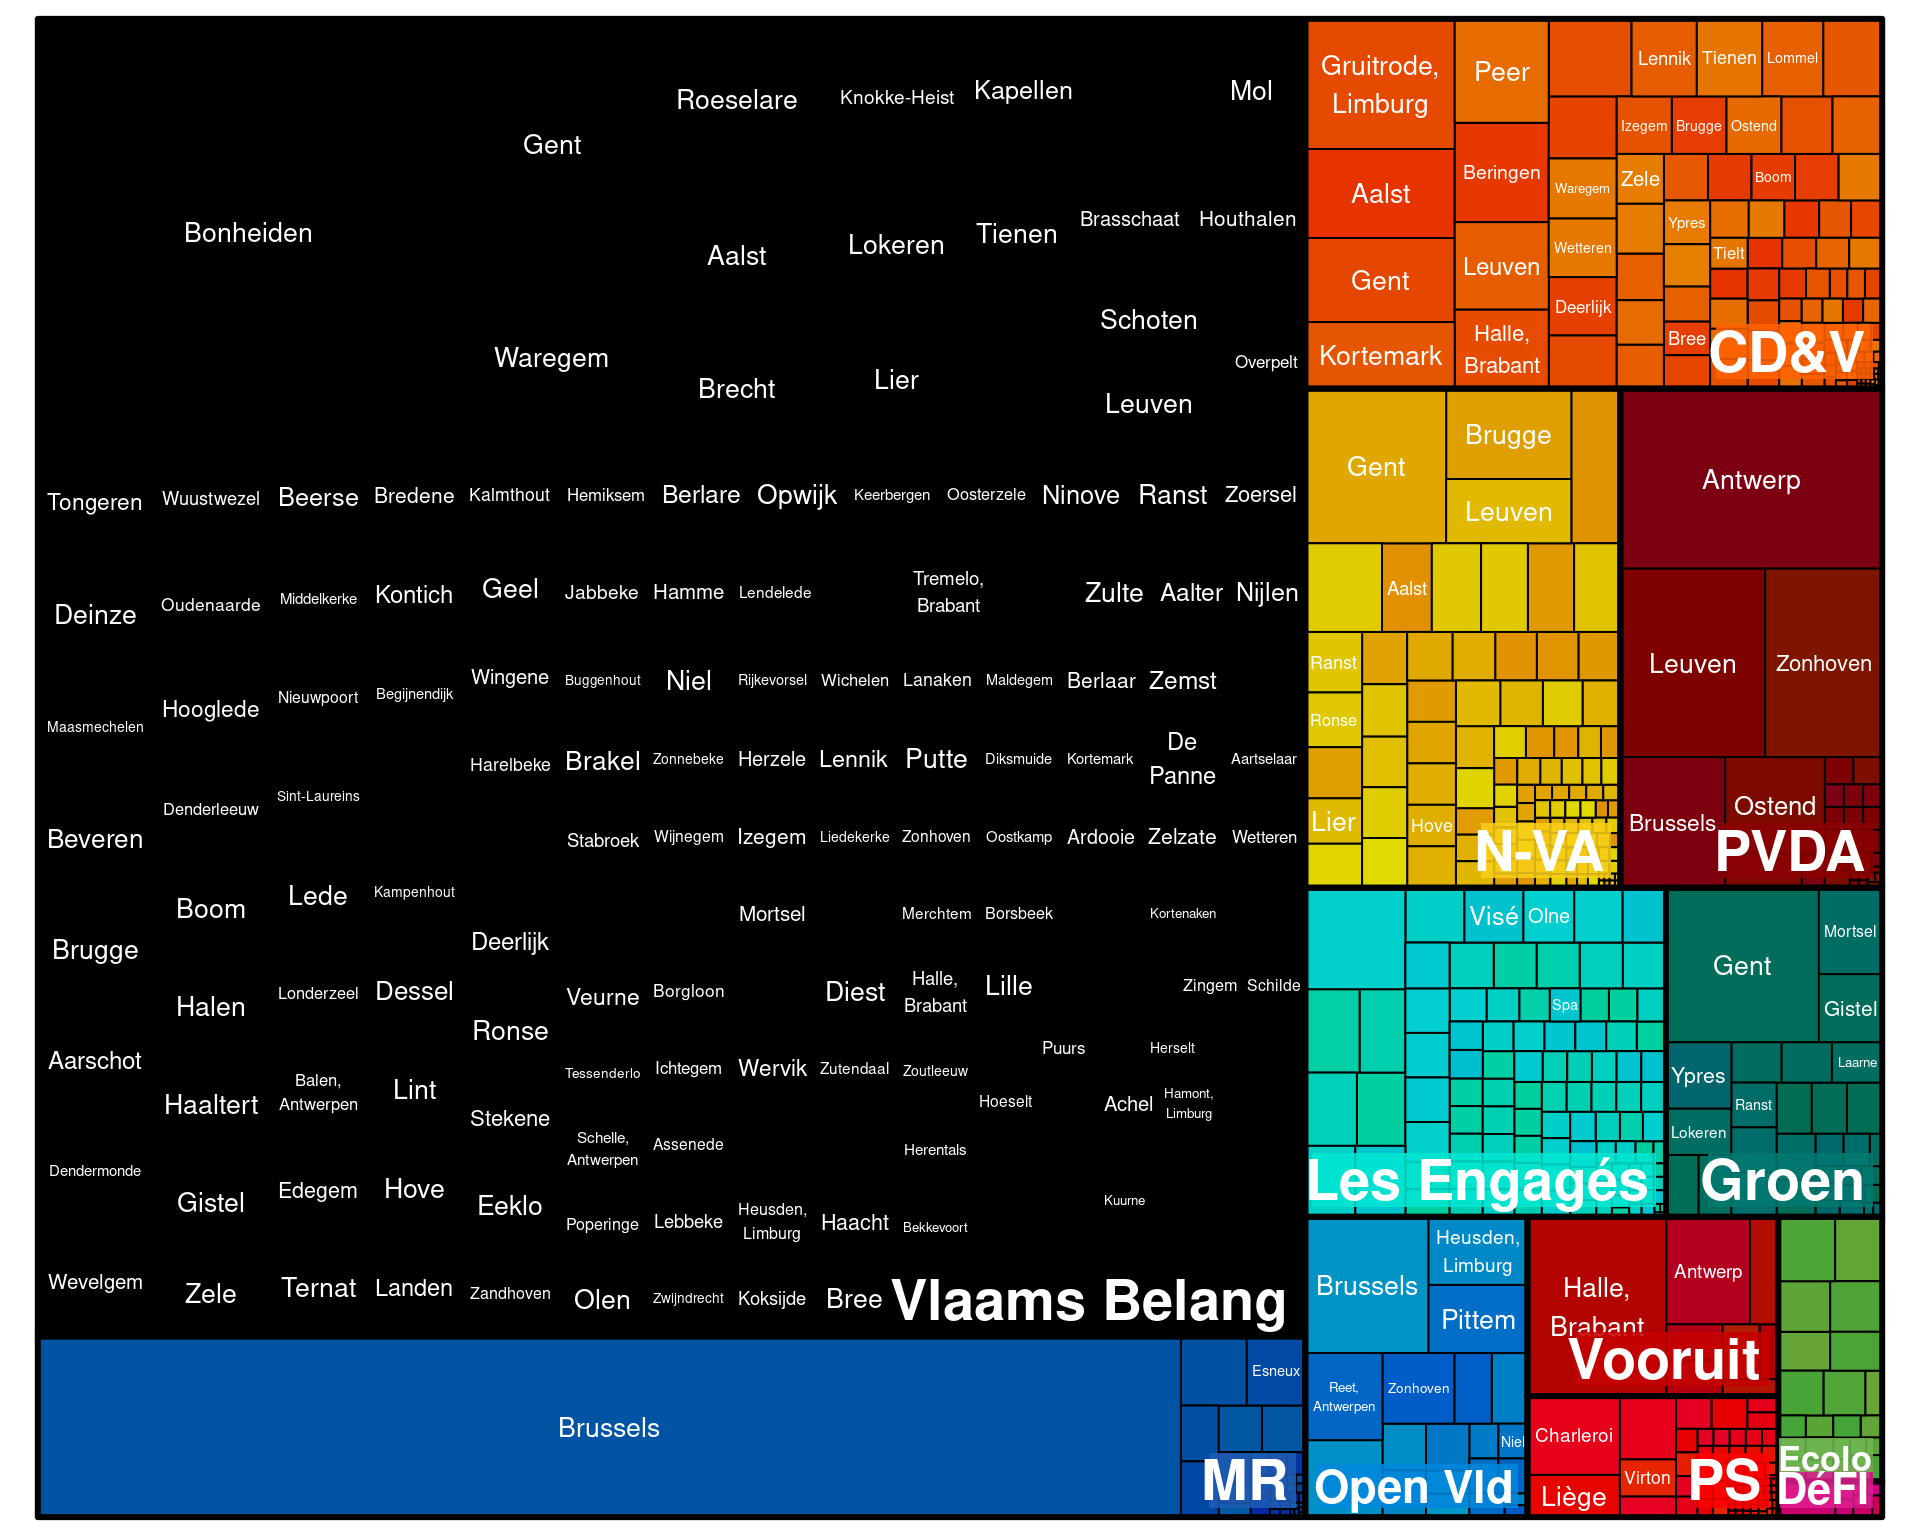 Bonheiden
Gent
Roeselare
Knokke-Heist
Kapellen
Mol
Aalst
Lokeren
Tienen
Brasschaat
Houthalen
Waregem
Brecht
Lier
Schoten
Overpelt
Leuven
Tongeren
Wuustwezel
Beerse
Bredene
Kalmthout
Hemiksem
Berlare
Opwijk
Keerbergen
Oosterzele
Ninove
Ranst
Zoersel
Deinze
Oudenaarde
Middelkerke
Kontich
Geel
Jabbeke
Hamme
Lendelede
Tremelo,
Brabant
Zulte
Aalter
Nijlen
Maasmechelen
Hooglede
Nieuwpoort
Begijnendijk
Wingene
Buggenhout
Niel
Rijkevorsel
Wichelen
Lanaken
Maldegem
Berlaar
Zemst
Harelbeke
Brakel
Zonnebeke
Herzele
Lennik
Putte
Diksmuide
Kortemark
De
Panne
Aartselaar
Beveren
Denderleeuw
Sint-Laureins
Stabroek
Wijnegem
Izegem
Liedekerke
Zonhoven
Oostkamp
Ardooie
Zelzate
Wetteren
Boom
Lede
Kampenhout
Deerlijk
Mortsel
Merchtem
Borsbeek
Kortenaken
Brugge
Halen
Londerzeel
Dessel
Ronse
Veurne
Borgloon
Diest
Halle,
Brabant
Lille
Zingem
Schilde
Aarschot
Haaltert
Balen,
Antwerpen
Lint
Stekene
Tessenderlo
Ichtegem
Wervik
Zutendaal
Zoutleeuw
Puurs
Herselt
Hoeselt
Achel
Hamont,
Limburg
Dendermonde
Gistel
Edegem
Hove
Eeklo
Schelle,
Antwerpen
Assenede
Herentals
Poperinge
Lebbeke
Heusden,
Limburg
Haacht
Bekkevoort
Kuurne
Wevelgem
Zele
Ternat
Landen
Zandhoven
Olen
Zwijndrecht
Koksijde
Bree
Vlaams Belang
Brussels
Esneux
MR
Gruitrode,
Limburg
Peer
Lennik
Tienen
Lommel
Izegem
Brugge
Ostend
Aalst
Beringen
Waregem
Zele
Boom
Ypres
Gent
Leuven
Wetteren
Tielt
Deerlijk
Kortemark
Halle,
Brabant
Bree
CD&V
Gent
Brugge
Leuven
Aalst
Ranst
Ronse
Lier
Hove
N-VA
Antwerp
Leuven
Zonhoven
Brussels
Ostend
PVDA
Visé
Olne
Spa
Les Engagés
Gent
Mortsel
Gistel
Ypres
Laarne
Ranst
Lokeren
Groen
Brussels
Heusden,
Limburg
Pittem
Reet,
Antwerpen
Zonhoven
Niel
Open Vld
Halle,
Brabant
Antwerp
Vooruit
Charleroi
Liège
Virton
PS
Ecolo
DéFI